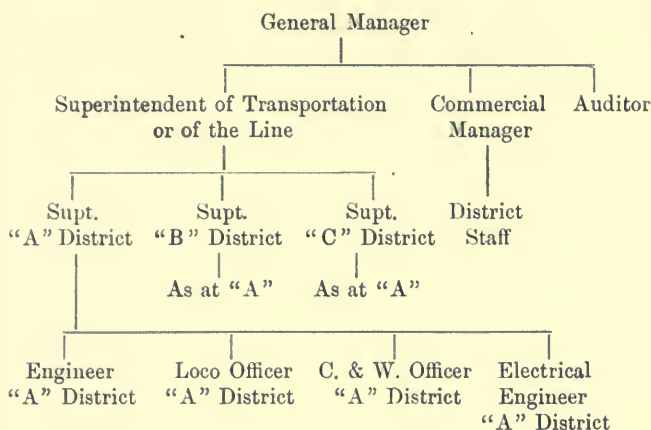 General Manager
Superintendent of Transportation
or of the Line
Commercial
Manager
Auditor
Supt.
“A” District
Supt.
“B” District
Supt.
“C” District
District
Staff
As at “A”
As at “A”
Engineer
“A” District
Loco Officer
“A” District
C. & W. Officer
“A” District
Electrical
Engineer
“A” District